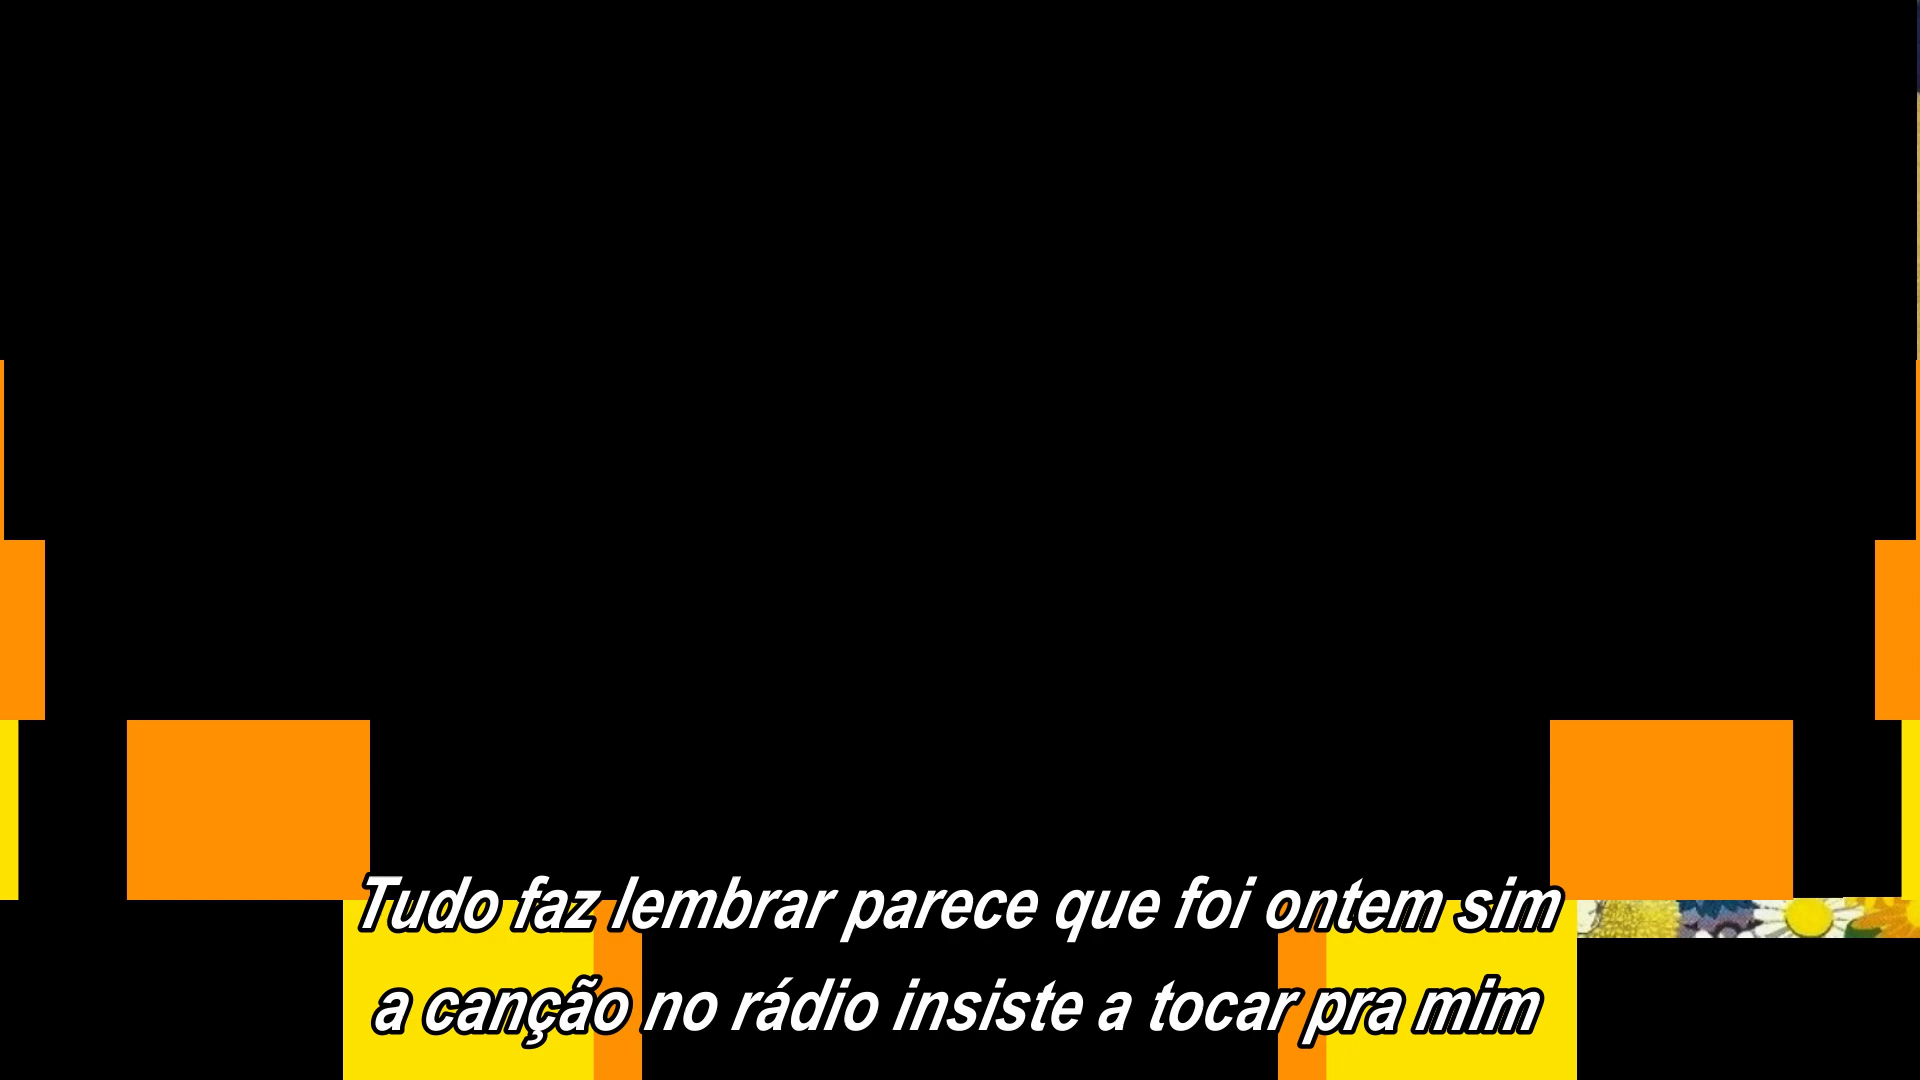 Tudo faz lembrar parece que foi ontem sim
a canção no rádio insiste a tocar pra mim